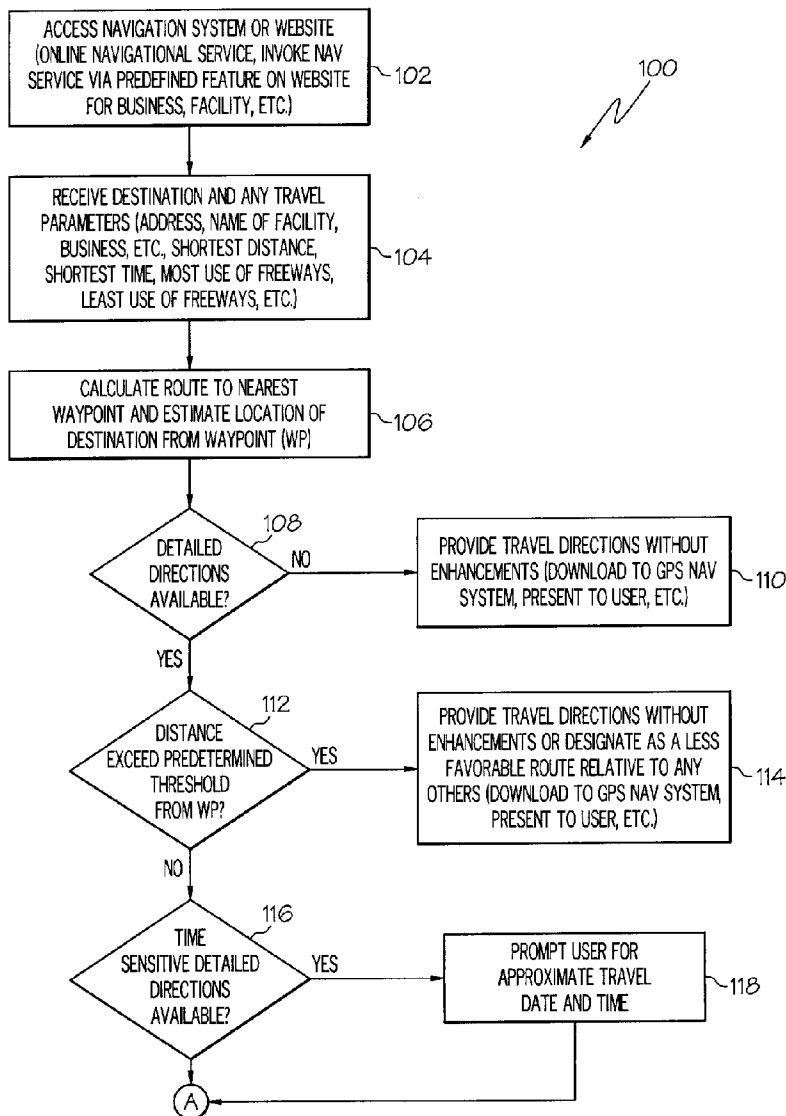 ACCESS NAVIGATION SYSTEM OR WEBSITE
(ONLINE NAVIGATIONAL SERVICE, INVOKE NAV
SERVICE VIA PREDEFINED FEATURE ON WEBSITE
FOR BUSINESS, FACILITY, ETC.)
102
100
RECEIVE DESTINATION AND ANY TRAVEL
PARAMETERS (ADDRESS, NAME OF FACILITY,
BUSINESS, ETC., SHORTEST DISTANCE,
SHORTEST TIME, MOST USE OF FREEWAYS,
LEAST USE OF FREEWAYS, ETC.)
104
CALCULATE ROUTE TO NEAREST
WAYPOINT AND ESTIMATE LOCATION OF
DESTINATION FROM WAYPOINT (WP)
106
108
DETAILED
DIRECTIONS
AVAILABLE?
NO
PROVIDE TRAVEL DIRECTIONS WITHOUT
ENHANCEMENTS (DOWNLOAD TO GPS NAV
SYSTEM, PRESENT TO USER, ETC.)
110
YES
112
DISTANCE
EXCEED PREDETERMINED
THRESHOLD
FROM WP?
YES
PROVIDE TRAVEL DIRECTIONS WITHOUT
ENHANCEMENTS OR DESIGNATE AS A LESS
FAVORABLE ROUTE RELATIVE TO ANY
OTHERS (DOWNLOAD TO GPS NAV SYSTEM,
PRESENT TO USER, ETC.)
114
NO
116
TIME
SENSITIVE DETAILED
DIRECTIONS
AVAILABLE?
YES
PROMPT USER FOR
APPROXIMATE TRAVEL
DATE AND TIME
118
A